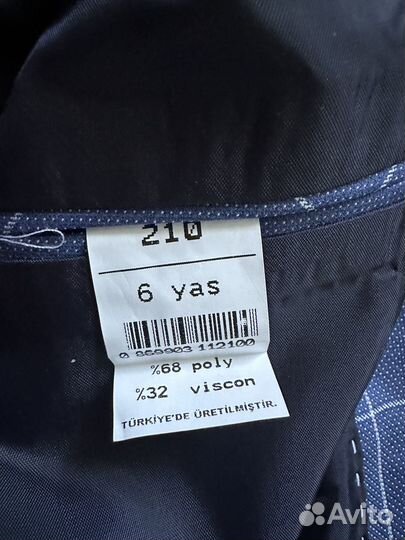 210
6 yas
0 869903 112100
%68 poly
%32 viscon
TÜRKİYE'DE ÜRETİLMİŞTİR.
Avito